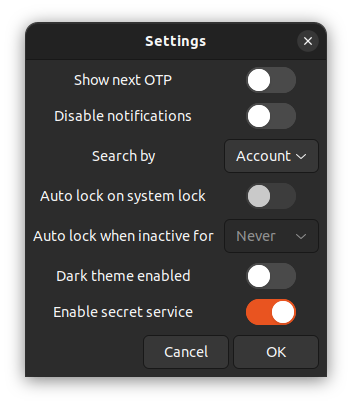 Settings
Show next OTP
Disable notifications
Search by Account
Auto lock on system lock
Auto lock when inactive for Never
Dark theme enabled
Enable secret service
Cancel OK